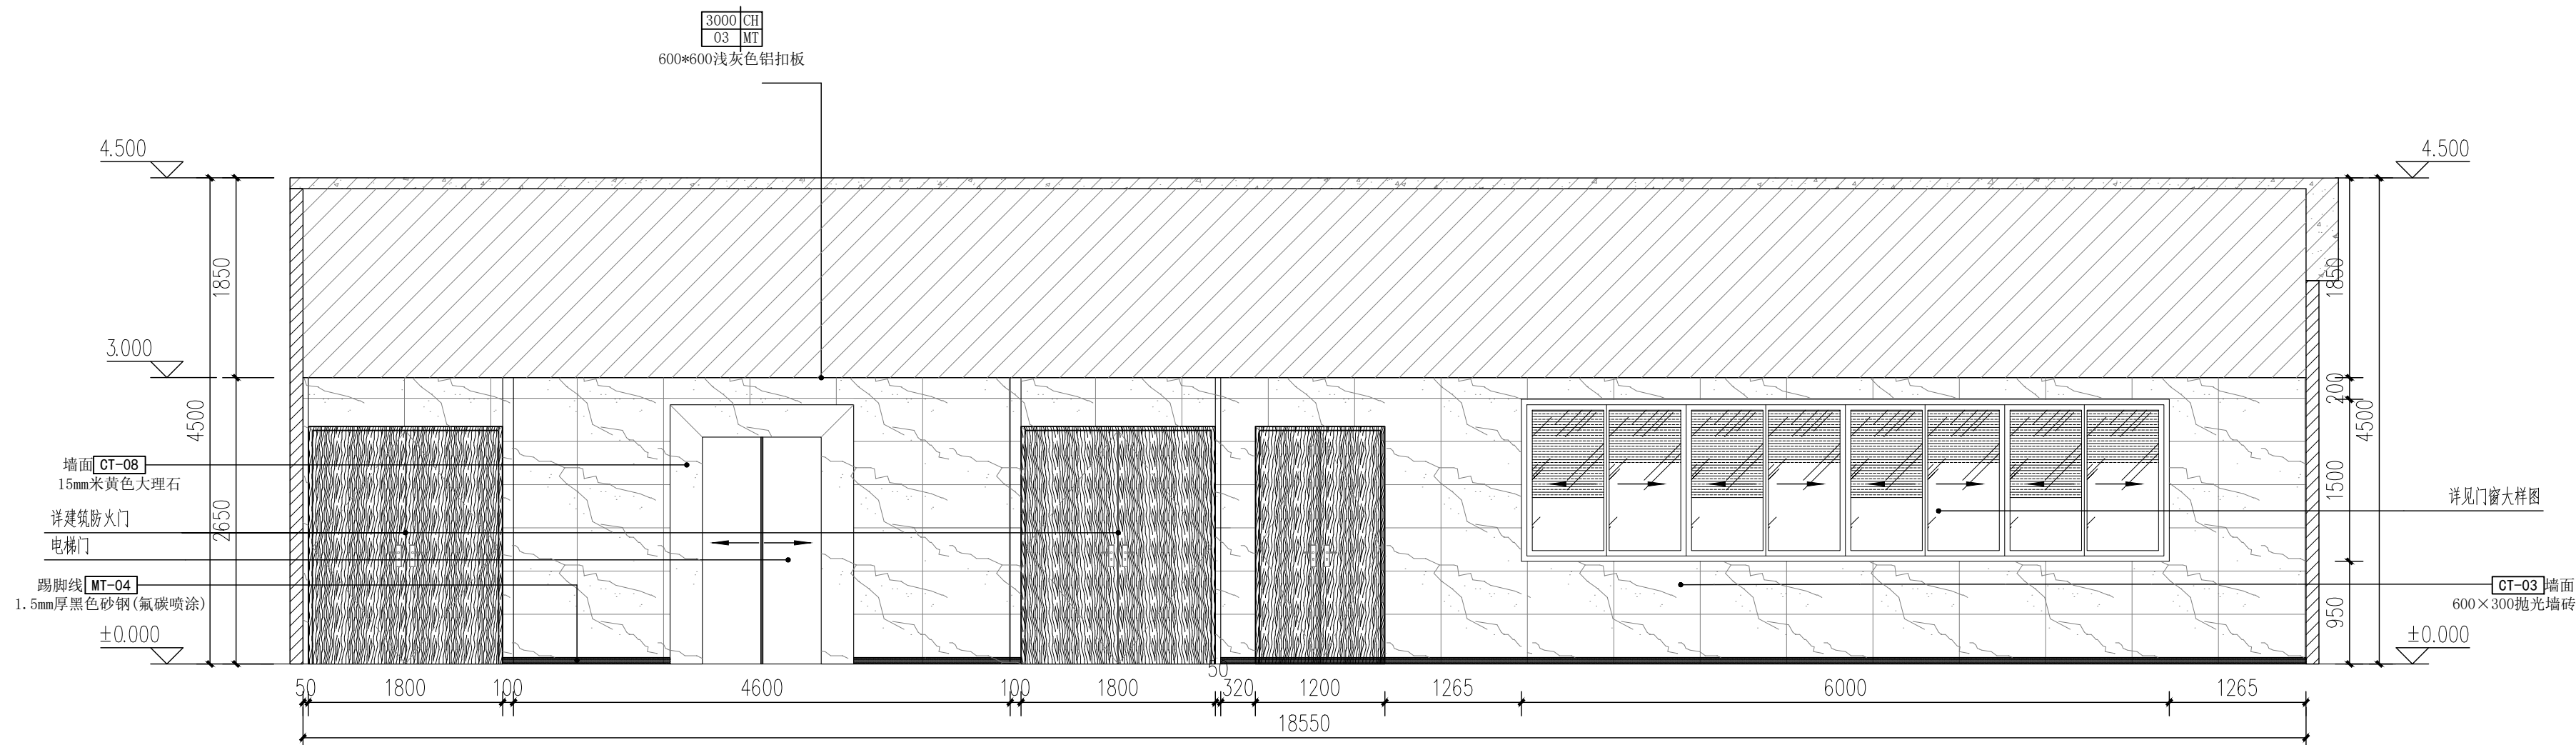 3000 CH
03 MT
600*600浅灰色铝扣板
4.500
4.500
3.000
1850
4500
2650
1850
200
4500
1500
950
墙面 CT-08
15mm米黄色大理石
详建筑防火门
电梯门
踢脚线 MT-04
1.5mm厚黑色砂钢(氟碳喷涂)
±0.000
详见门窗大样图
CT-03 墙面
600×300抛光墙砖
±0.000
50 1800 100 4600 100 1800 50 320 1200 1265 6000 1265
18550